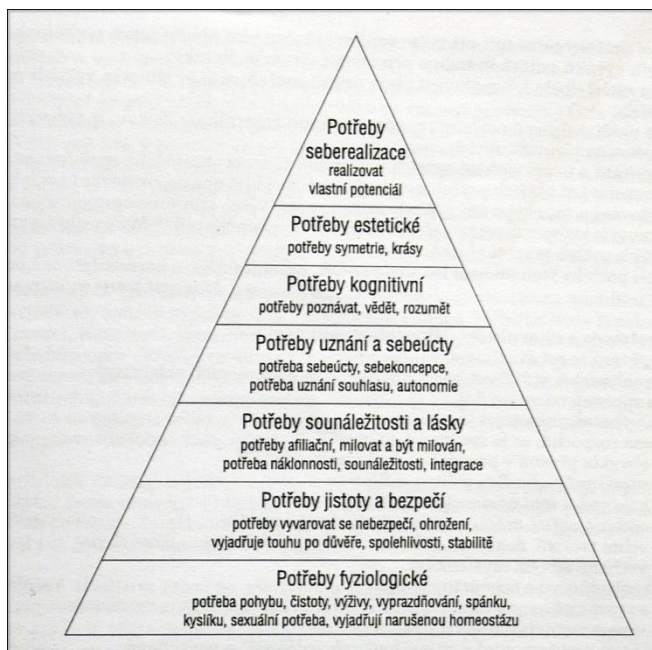 Potřeby
seberealizace
realizovat
vlastní potenciál
Potřeby estetické
potřeby symetrie, krásy
Potřeby kognitivní
potřeby poznávat, vědět, rozumět
Potřeby uznání a sebeúcty
potřeba sebeúcty, sebekoncepce,
potřeba uznání souhlasu, autonomie
Potřeby sounáležitosti a lásky
potřeby afiliační, milovat a být milován,
potřeba náklonnosti, sounáležitosti, integrace
Potřeby jistoty a bezpečí
potřeby vyvarovat se nebezpečí, ohrožení,
vyjadřuje touhu po důvěře, spolehlivosti, stabilitě
Potřeby fyziologické
potřeba pohybu, čistoty, výživy, vyprazdňování, spánku,
kyslíku, sexuální potřeba, vyjadřují narušenou homeostázu